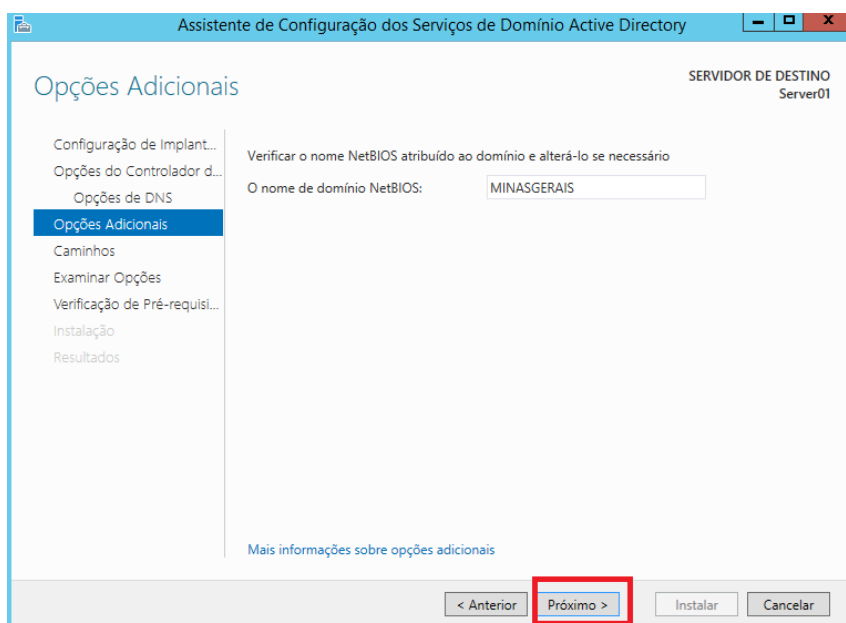 Assistente de Configuração dos Serviços de Domínio Active Directory
Opções Adicionais
SERVIDOR DE DESTINO
Server01
Configuração de Implant...
Opções do Controlador d...
Opções de DNS
Opções Adicionais
Caminhos
Examinar Opções
Verificação de Pré-requisi...
Instalação
Resultados
Verificar o nome NetBIOS atribuído ao domínio e alterá-lo se necessário
O nome de domínio NetBIOS: MINASGERAIS
Mais informações sobre opções adicionais
< Anterior Próximo > Instalar Cancelar